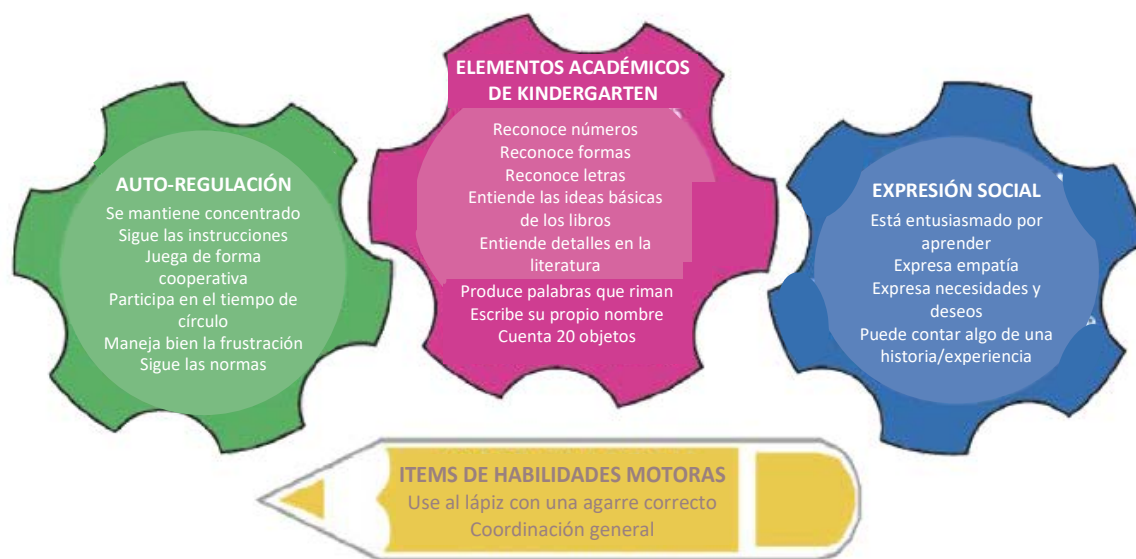 AUTO-REGULACIÓN
Se mantiene concentrado
Sigue las instrucciones
Juega de forma
cooperativa
Participa en el tiempo de
círculo
Maneja bien la frustración
Sigue las normas
ELEMENTOS ACADÉMICOS
DE KINDERGARTEN
Reconoce números
Reconoce formas
Reconoce letras
Entiende las ideas básicas
de los libros
Entiende detalles en la
literatura
Produce palabras que riman
Escribe su propio nombre
Cuenta 20 objetos
EXPRESIÓN SOCIAL
Está entusiasmado por
aprender
Expresa empatía
Expresa necesidades y
deseos
Puede contar algo de una
historia/experiencia
ITEMS DE HABILIDADES MOTORAS
Use al lápiz con una agarre correcto
Coordinación general